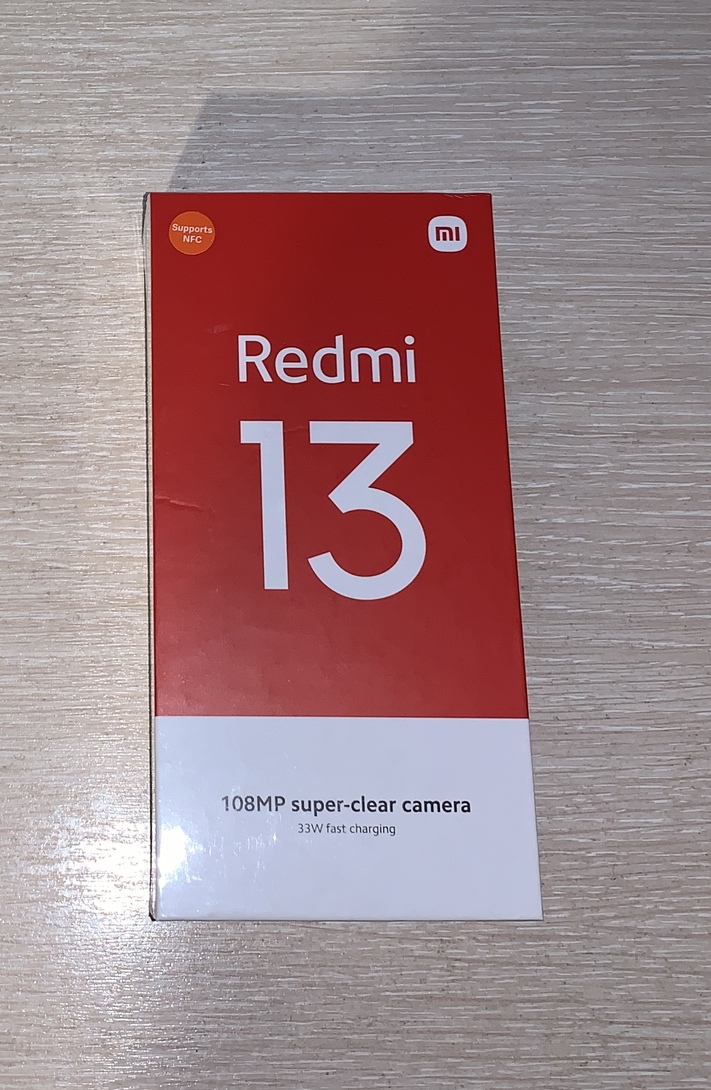 Supports
NFC
mi
Redmi
13
108MP super-clear camera
33W fast charging